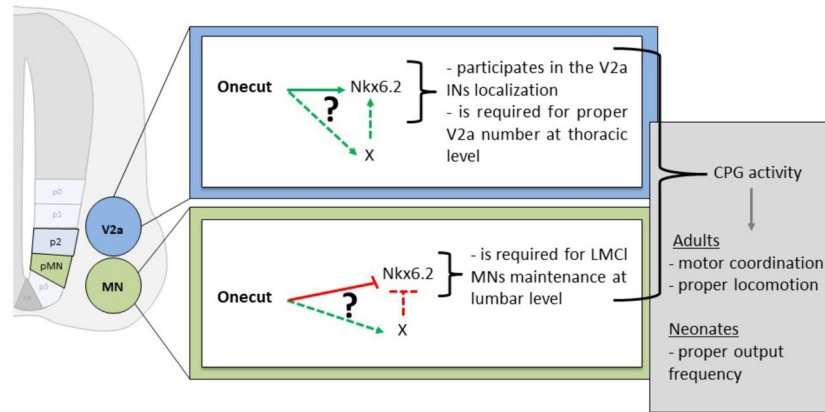 p0
p1
p2
pMN
p3
V2a
MN
Onecut
Nkx6.2
?
X
- participates in the V2a
INs localization
- is required for proper
V2a number at thoracic
level
Onecut
Nkx6.2
?
X
- is required for LMCl
MNs maintenance at
lumbar level
CPG activity
Adults
- motor coordination
- proper locomotion
Neonates
- proper output
frequency